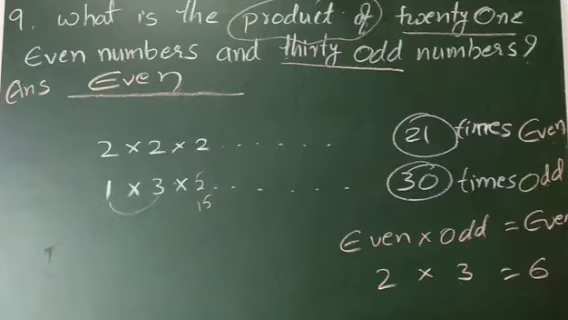 9. what is the product of twenty One
Even numbers and thirty odd numbers?
Ans Even
2 × 2 × 2 . . . . . . 21 times Even
1 × 3 × 5 . . . . . . 30 times Odd
15
Even × Odd = Even
2 × 3 = 6